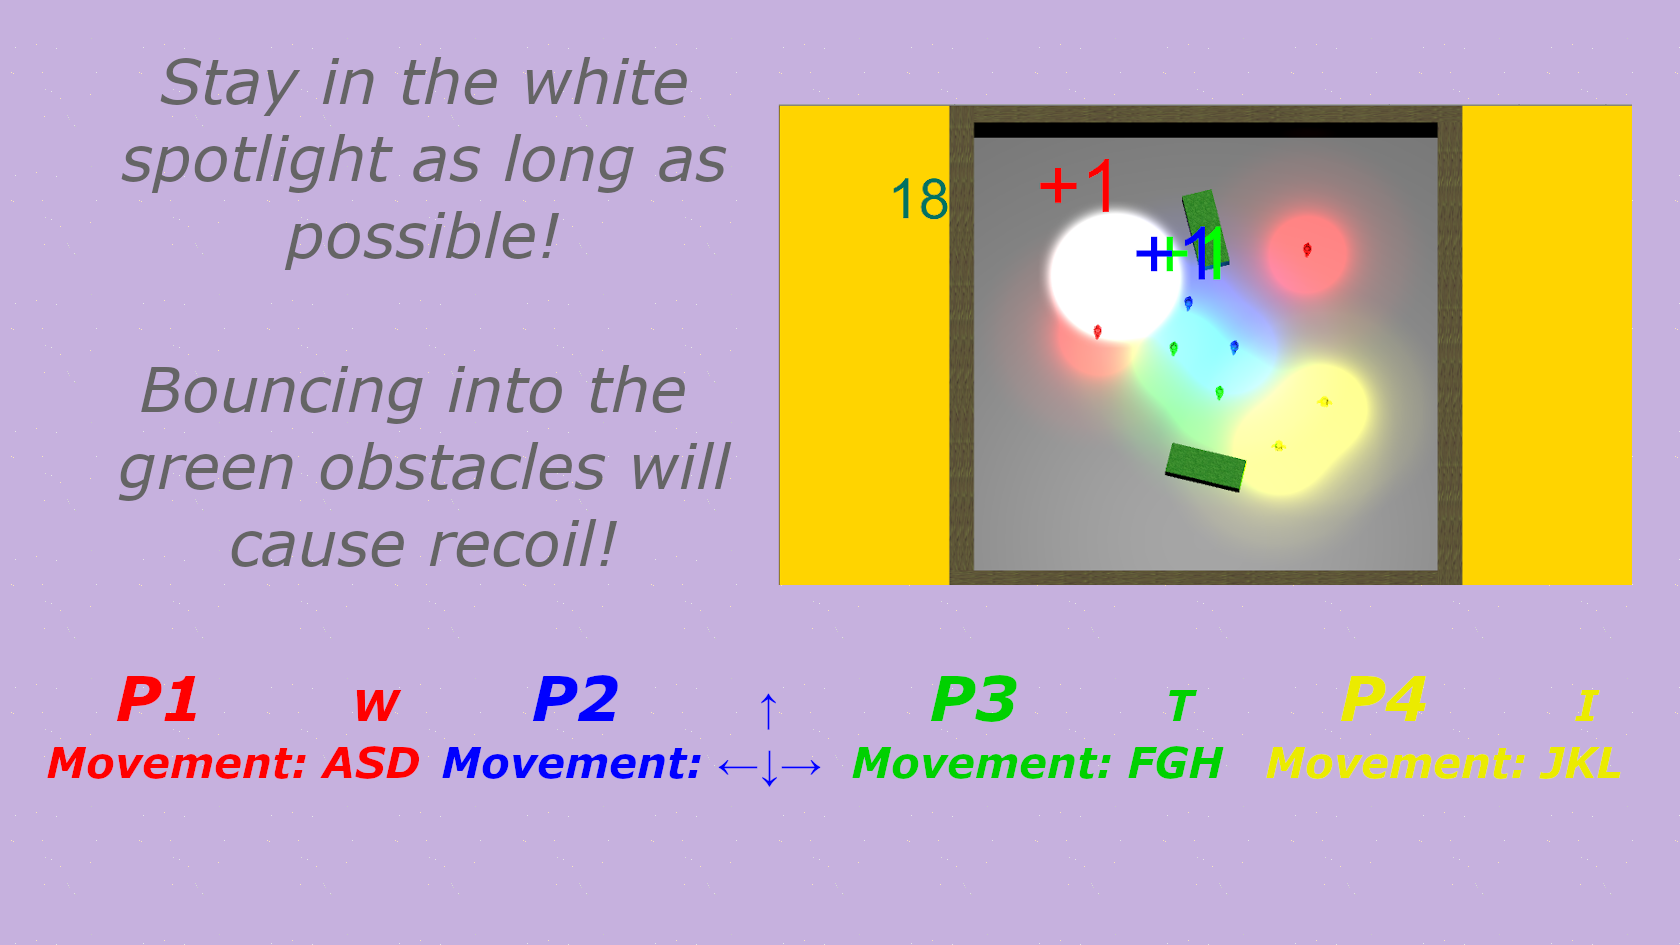 Stay in the white
spotlight as long as
possible!
Bouncing into the
green obstacles will
cause recoil!
18
+1
+1
+1
P1 W
Movement: ASD
P2 ↑
Movement: ←↓→
P3 T
Movement: FGH
P4 I
Movement: JKL